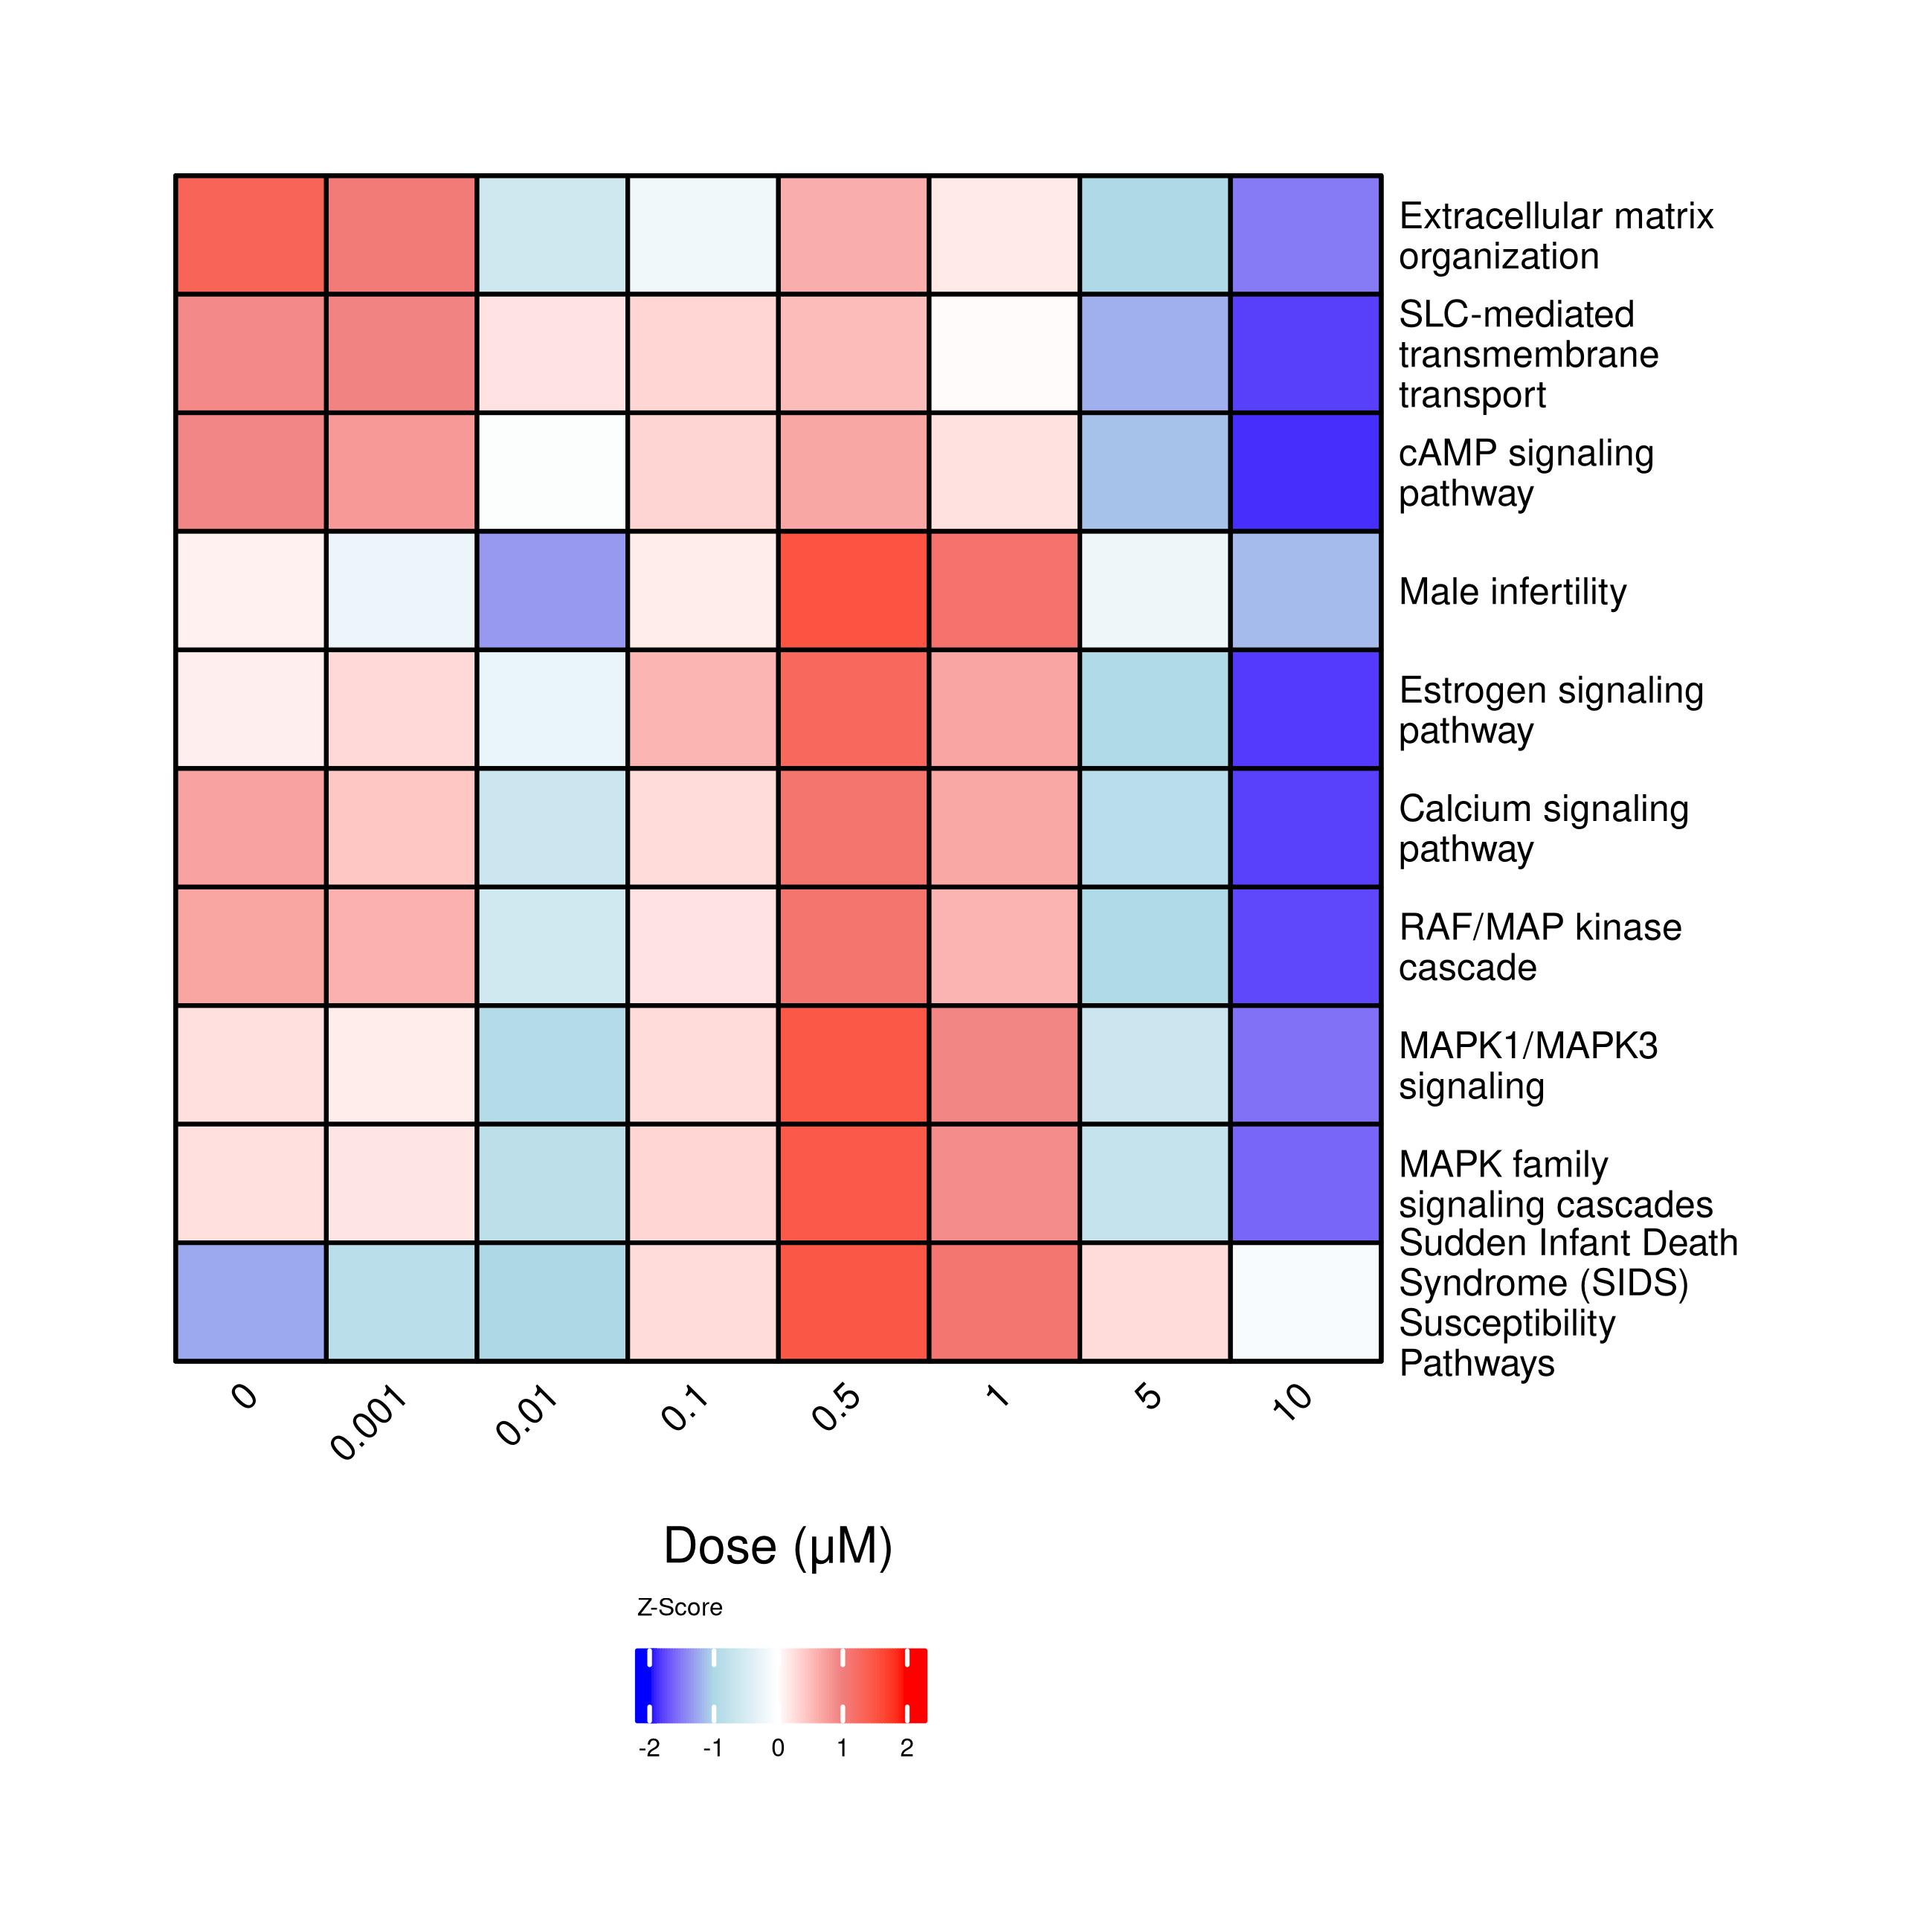 Extracellular matrix
organization
SLC-mediated
transmembrane
transport
cAMP signaling
pathway
Male infertility
Estrogen signaling
pathway
Calcium signaling
pathway
RAF/MAP kinase
cascade
MAPK1/MAPK3
signaling
MAPK family
signaling cascades
Sudden Infant Death
Syndrome (SIDS)
Susceptibility
Pathways
0 0.001 0.01 0.1 0.5 1 5 10
Dose (µM)
Z-Score
-2 -1 0 1 2